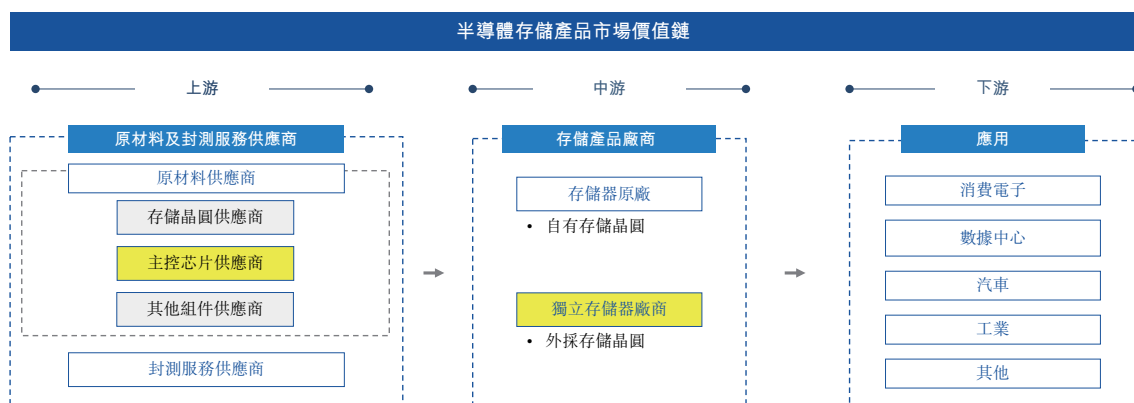 半導體存儲產品市場價值鏈
上游
中游
下游
原材料及封測服務供應商
原材料供應商
存儲晶圓供應商
主控芯片供應商
其他組件供應商
封測服務供應商
存儲產品廠商
存儲器原廠
• 自有存儲晶圓
獨立存儲器廠商
• 外採存儲晶圓
應用
消費電子
數據中心
汽車
工業
其他